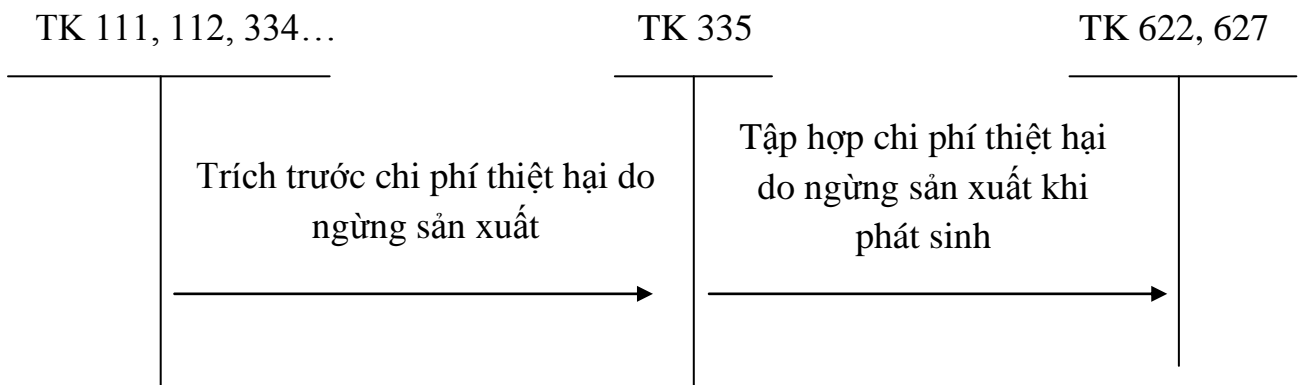 TK 111, 112, 334…
TK 335
TK 622, 627
Trích trước chi phí thiệt hại do
ngừng sản xuất
Tập hợp chi phí thiệt hại
do ngừng sản xuất khi
phát sinh